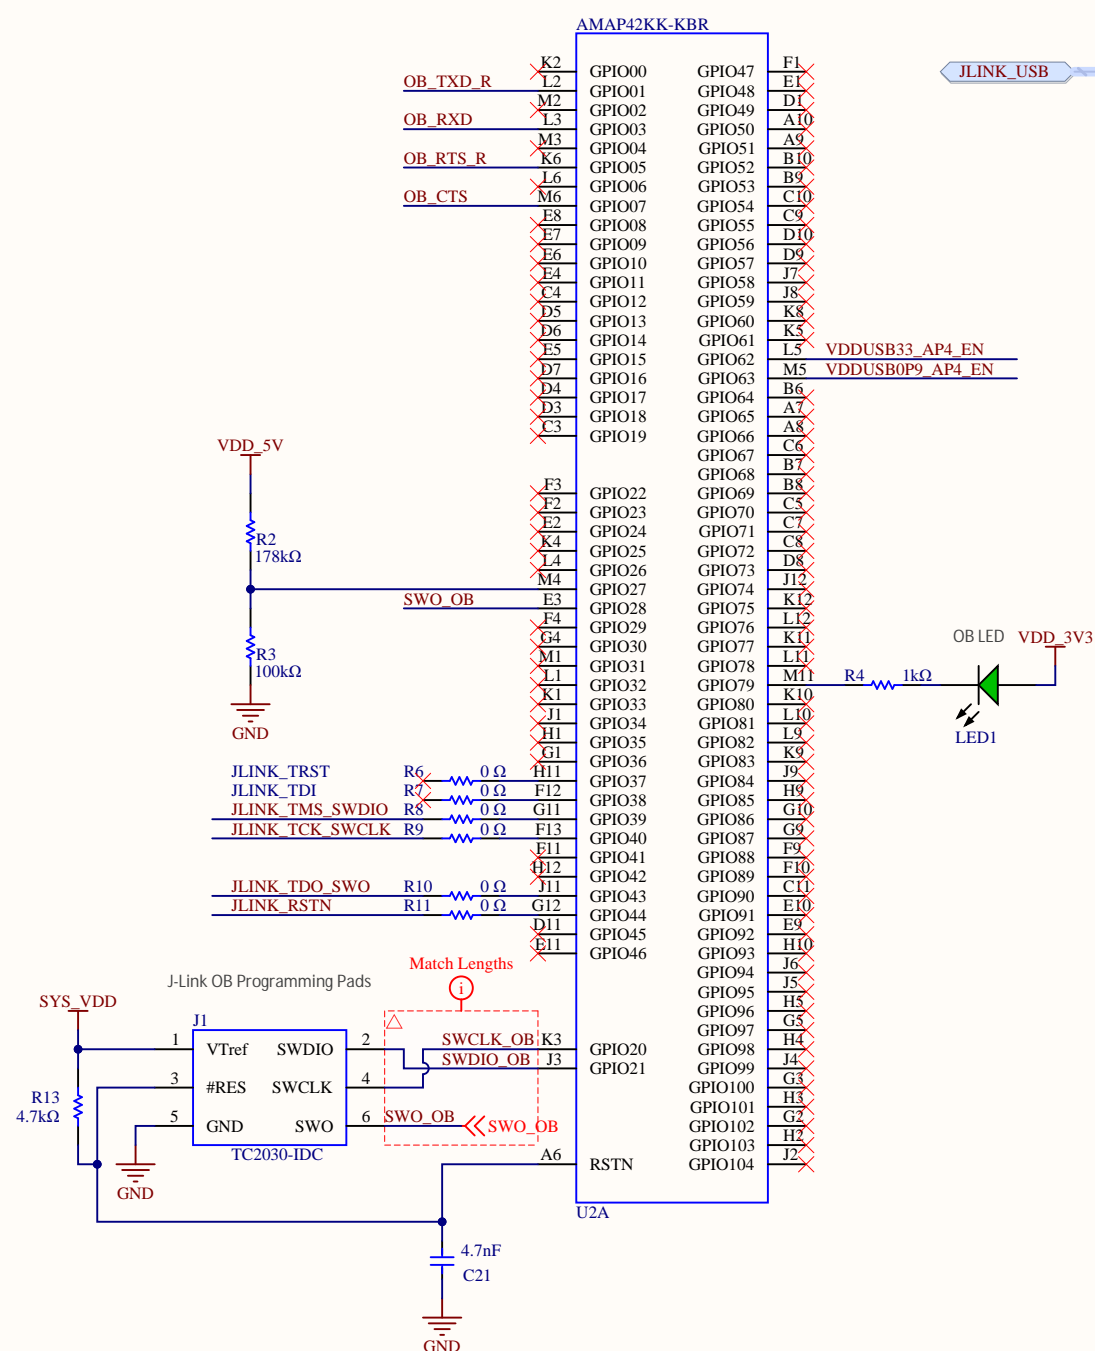 AMAP42KK-KBR
JLINK_USB
K2 GPIO00 GPIO47 F1
OB_TXD_R L2 GPIO01 GPIO48 E1
M2 GPIO02 GPIO49 D1
OB_RXD L3 GPIO03 GPIO50 A10
M3 GPIO04 GPIO51 A9
OB_RTS_R K6 GPIO05 GPIO52 B10
L6 GPIO06 GPIO53 B9
OB_CTS M6 GPIO07 GPIO54 C10
E8 GPIO08 GPIO55 C9
E7 GPIO09 GPIO56 D10
E6 GPIO10 GPIO57 D9
E4 GPIO11 GPIO58 J7
C4 GPIO12 GPIO59 J8
D5 GPIO13 GPIO60 K8
D6 GPIO14 GPIO61 K5
E5 GPIO15 GPIO62 L5 VDDUSB33_AP4_EN
D7 GPIO16 GPIO63 M5 VDDUSB0P9_AP4_EN
D4 GPIO17 GPIO64 B6
D3 GPIO18 GPIO65 A7
C3 GPIO19 GPIO66 A8
VDD_5V
GPIO67 C6
GPIO68 B7
F3 GPIO22 GPIO69 B8
F2 GPIO23 GPIO70 C5
E2 GPIO24 GPIO71 C7
R2
178kΩ
K4 GPIO25 GPIO72 C8
L4 GPIO26 GPIO73 D8
M4 GPIO27 GPIO74 J12
SWO_OB E3 GPIO28 GPIO75 K12
F4 GPIO29 GPIO76 L12
G4 GPIO30 GPIO77 K11
OB LED VDD_3V3
R3
100kΩ
M1 GPIO31 GPIO78 L11
L1 GPIO32 GPIO79 M11 R4 1kΩ
K1 GPIO33 GPIO80 K10
J1 GPIO34 GPIO81 L10
GND
LED1
H1 GPIO35 GPIO82 L9
G1 GPIO36 GPIO83 K9
JLINK_TRST R6 0 Ω H11 GPIO37 GPIO84 J9
JLINK_TDI R7 0 Ω F12 GPIO38 GPIO85 H9
JLINK_TMS_SWDIO R8 0 Ω G11 GPIO39 GPIO86 G10
JLINK_TCK_SWCLK R9 0 Ω F13 GPIO40 GPIO87 G9
F11 GPIO41 GPIO88 F9
H12 GPIO42 GPIO89 F10
JLINK_TDO_SWO R10 0 Ω J11 GPIO43 GPIO90 C11
JLINK_RSTN R11 0 Ω G12 GPIO44 GPIO91 E10
D11 GPIO45 GPIO92 E9
E11 GPIO46 GPIO93 H10
Match Lengths
i
J-Link OB Programming Pads
GPIO94 J6
GPIO95 J5
SYS_VDD
GPIO96 H5
J1
GPIO97 G5
1 VTref SWDIO 2 SWCLK_OB K3 GPIO20 GPIO98 H4
SWDIO_OB J3 GPIO21 GPIO99 J4
3 #RES SWCLK 4 GPIO100 G3
R13
4.7kΩ
GPIO101 H3
5 GND SWO 6 SWO_OB SWO_OB GPIO102 G2
GPIO103 H2
TC2030-IDC
A6 RSTN GPIO104 J2
GND
U2A
4.7nF
C21
GND